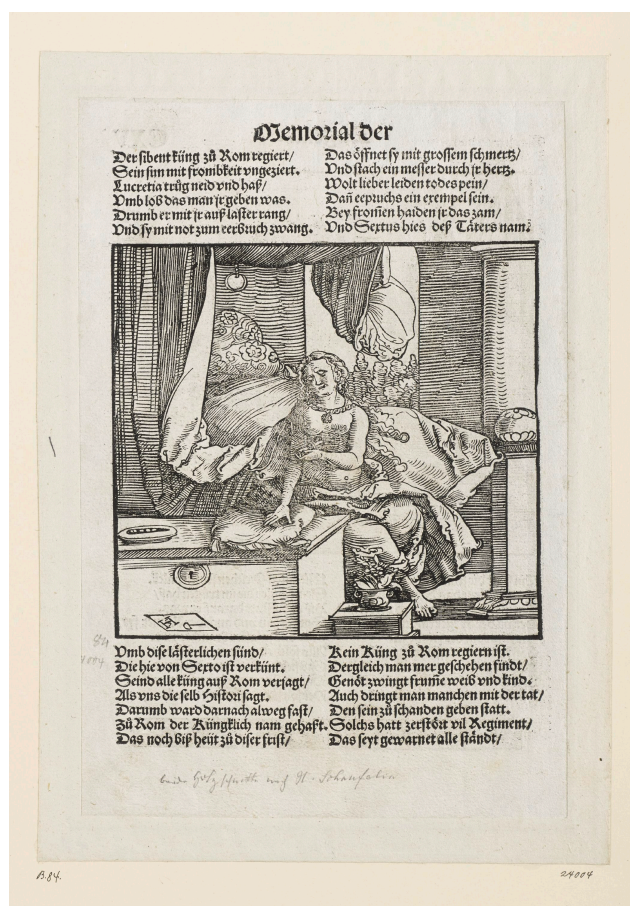 Memorial der
Der sibent küng zů Rom regiert/
Sein sun mit frombkeit vngeziert.
Lucretia trůg neid vnd haß/
Vmb lob das man jr geben was.
Drumb er mit jr auß laster rang/
Vnd sy mit not zum eerbruch zwang.
Das öffnet sy mit grossem schmertz/
Vnd stach ein messer durch jr hertz.
Wolt lieber leiden todes pein/
Dañ eepruchs ein exempel sein.
Bey from̃en haiden jr das zam/
Vnd Sextus hies deß Täters nam.
Vmb dise lästerlichen sünd/
Die hie von Sexto ist verkünt.
Seind alle küng auß Rom verjagt/
Als vns die selb Histori sagt.
Darumb ward darnach alweg fast/
Zů Rom der Küngklich nam gehaßt.
Das noch biß heüt zů diser frist/
Kein Küng zů Rom regiern ist.
Dergleich man mer geschehen findt/
Genöt zwingt frum̃e weib vnd kind.
Auch dringt man manchen mit der tat/
Den sein zů schanden geben statt.
Solchs hatt zerstört vil Regiment/
Das seyt gewarnet alle ständt/
84
B.84.
24004